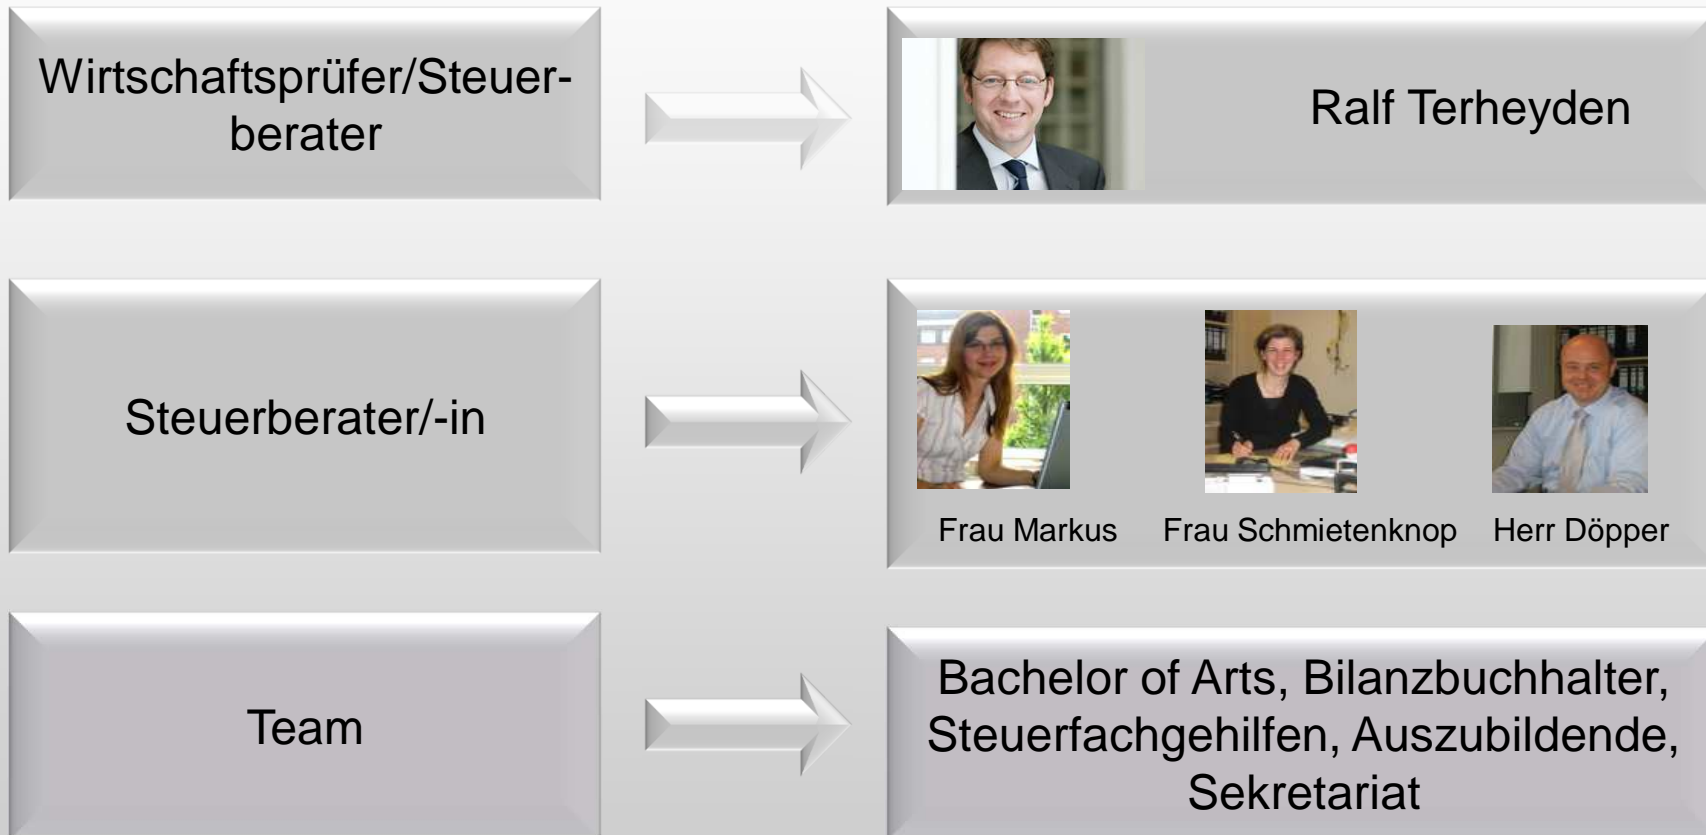 Wirtschaftsprüfer/Steuer-
berater
Ralf Terheyden
Steuerberater/-in
Frau Markus
Frau Schmietenknop
Herr Döpper
Team
Bachelor of Arts, Bilanzbuchhalter,
Steuerfachgehilfen, Auszubildende,
Sekretariat